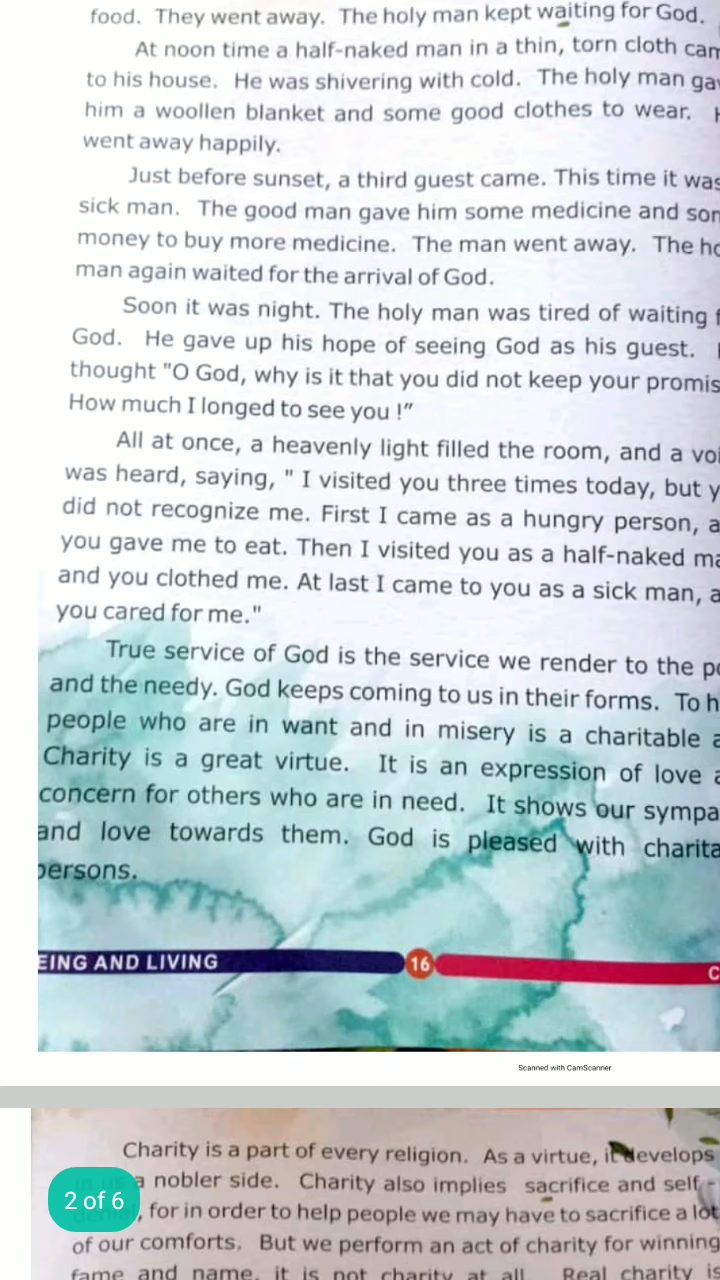 food. They went away. The holy man kept waiting for God.
At noon time a half-naked man in a thin, torn cloth
to his house. He was shivering with cold. The holy man
him a woollen blanket and some good clothes to wear.
went away happily.
Just before sunset, a third guest came. This time it was
sick man. The good man gave him some medicine and
money to buy more medicine. The man went away. The
man again waited for the arrival of God.
Soon it was night. The holy man was tired of waiting
God. He gave up his hope of seeing God as his guest.
thought "O God, why is it that you did not keep your
How much I longed to see you !”
All at once, a heavenly light filled the room, and a
was heard, saying, " I visited you three times today, but
did not recognize me. First I came as a hungry person,
you gave me to eat. Then I visited you as a half-naked
and you clothed me. At last I came to you as a sick man,
you cared for me."
True service of God is the service we render to the
and the needy. God keeps coming to us in their forms. To
people who are in want and in misery is a charitable
Charity is a great virtue. It is an expression of love
concern for others who are in need. It shows our
and love towards them. God is pleased with
persons.
EING AND LIVING 16 C
Scanned with CamScanner
Charity is a part of every religion. As a virtue, it develops
a nobler side. Charity also implies sacrifice and self -
2 of 6
, for in order to help people we may have to sacrifice a lot
of our comforts. But we perform an act of charity for winning
fame and name, it is not charity at all. Real charity is